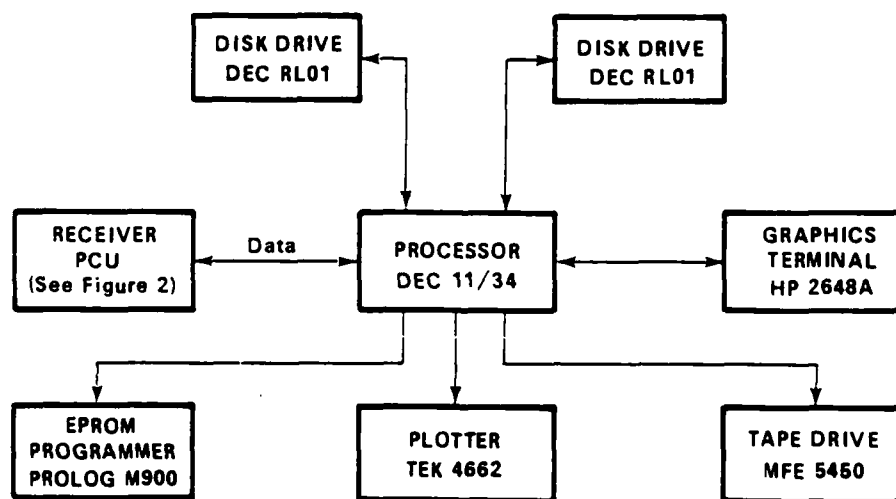 DISK DRIVE
DEC RL01
DISK DRIVE
DEC RL01
RECEIVER
PCU
(See Figure 2)
Data
PROCESSOR
DEC 11/34
GRAPHICS
TERMINAL
HP 2648A
EPROM
PROGRAMMER
PROLOG M900
PLOTTER
TEK 4662
TAPE DRIVE
MFE 5450